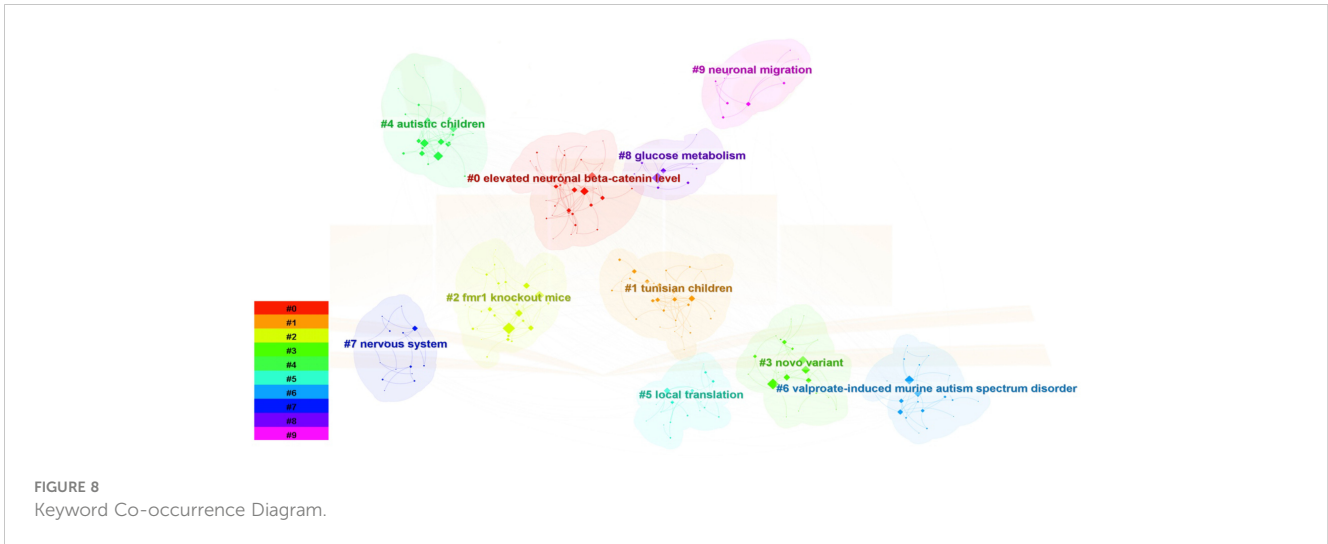 #9 neuronal migration
#4 autistic children
#8 glucose metabolism
#0 elevated neuronal beta-catenin level
#1 tunisian children
#2 fmr1 knockout mice
#7 nervous system
#3 novo variant
#6 valproate-induced murine autism spectrum disorder
#5 local translation
#0
#1
#2
#3
#4
#5
#6
#7
#8
#9
FIGURE 8
Keyword Co-occurrence Diagram.